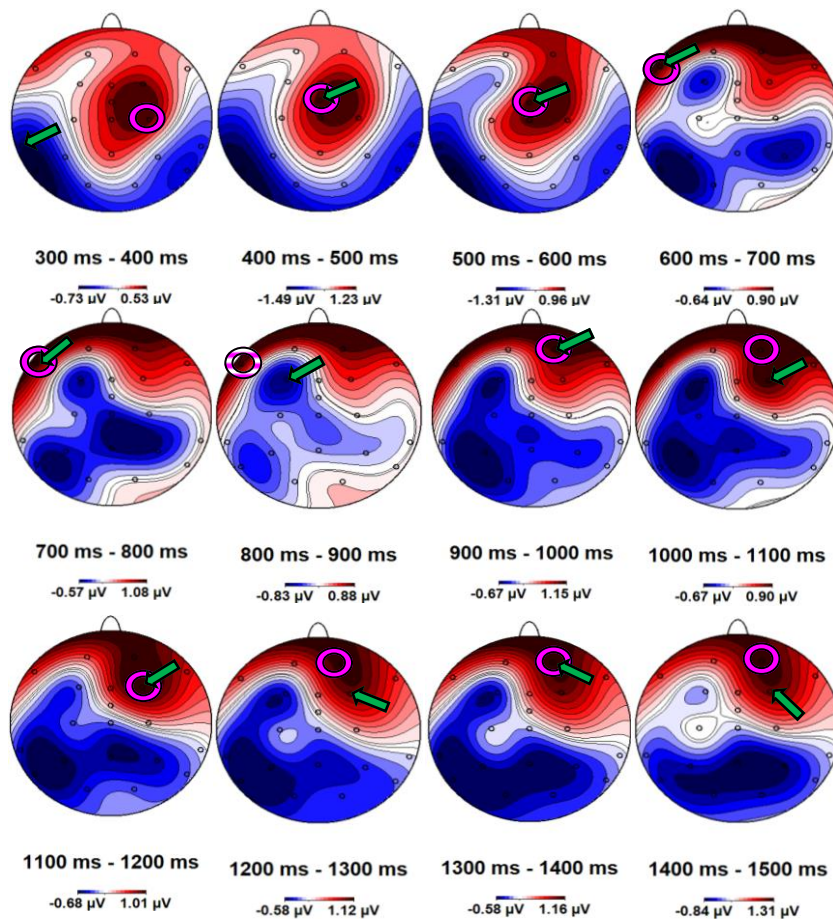 300 ms - 400 ms
400 ms - 500 ms
500 ms - 600 ms
600 ms - 700 ms
-0.73 µV 0.53 µV
-1.49 µV 1.23 µV
-1.31 µV 0.96 µV
-0.64 µV 0.90 µV
700 ms - 800 ms
800 ms - 900 ms
900 ms - 1000 ms
1000 ms - 1100 ms
-0.57 µV 1.08 µV
-0.83 µV 0.88 µV
-0.67 µV 1.15 µV
-0.67 µV 0.90 µV
1100 ms - 1200 ms
1200 ms - 1300 ms
1300 ms - 1400 ms
1400 ms - 1500 ms
-0.68 µV 1.01 µV
-0.58 µV 1.12 µV
-0.58 µV 1.16 µV
-0.84 µV 1.31 µV